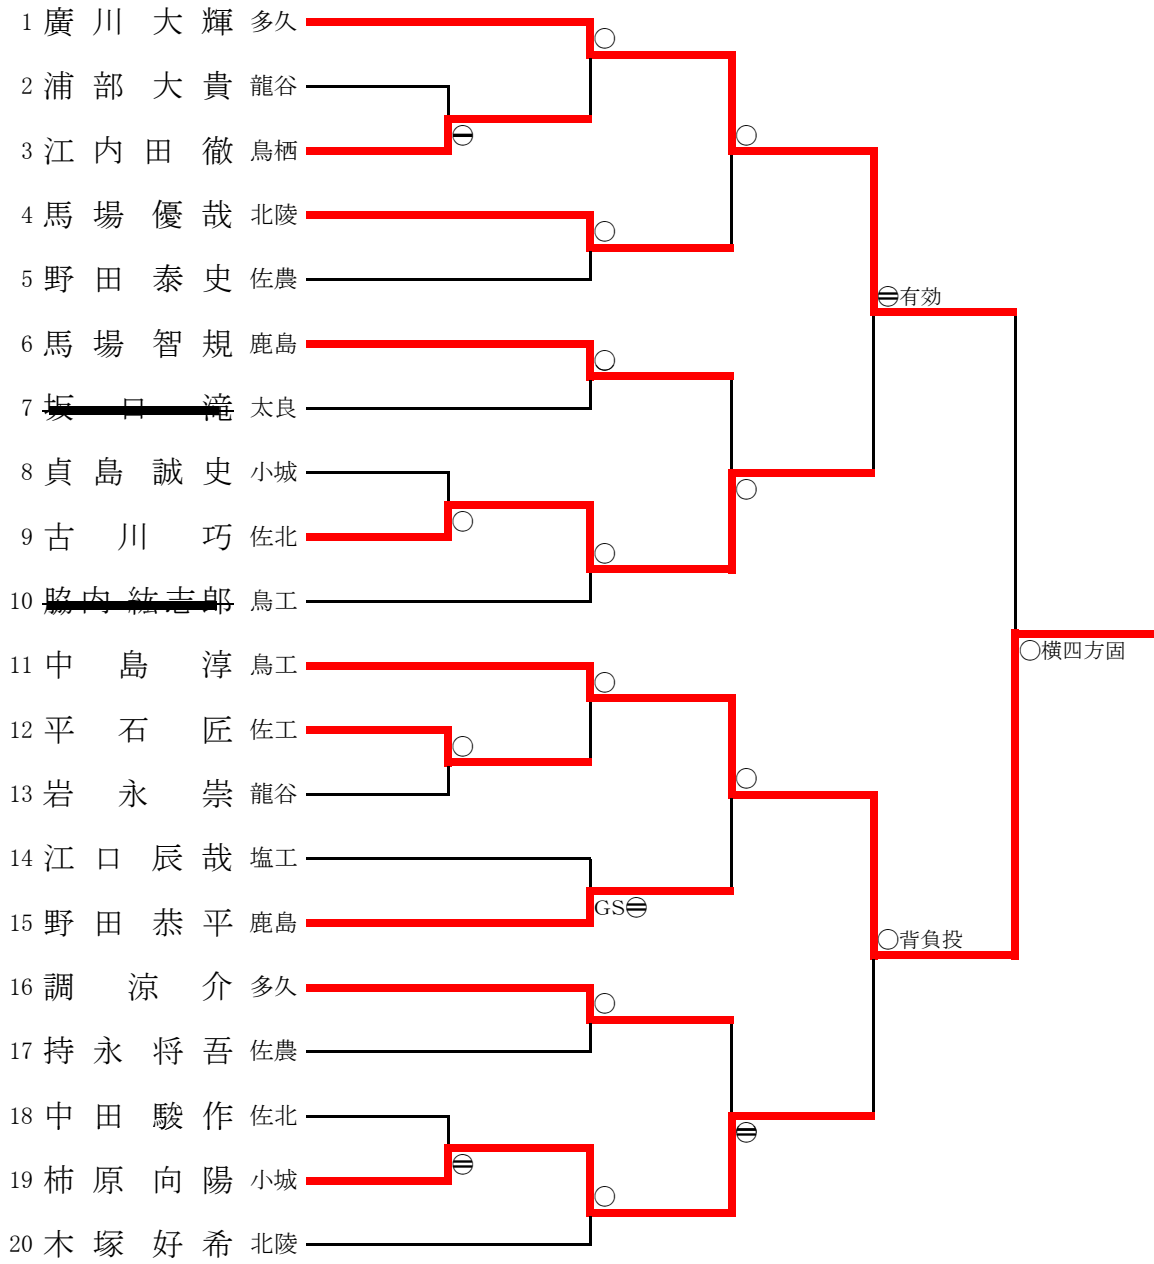 1 廣川大輝 多久
2 浦部大貴 龍谷
3 江内田徹 鳥栖
4 馬場優哉 北陵
5 野田泰史 佐農
有効
6 馬場智規 鹿島
7 坂口滝 太良
8 貞島誠史 小城
9 古川巧 佐北
10 脇内紘志郎 鳥工
横四方固
11 中島淳 鳥工
12 平石匠 佐工
13 岩永崇 龍谷
14 江口辰哉 塩工
GS
15 野田恭平 鹿島
背負投
16 調涼介 多久
17 持永将吾 佐農
18 中田駿作 佐北
19 柿原向陽 小城
20 木塚好希 北陵